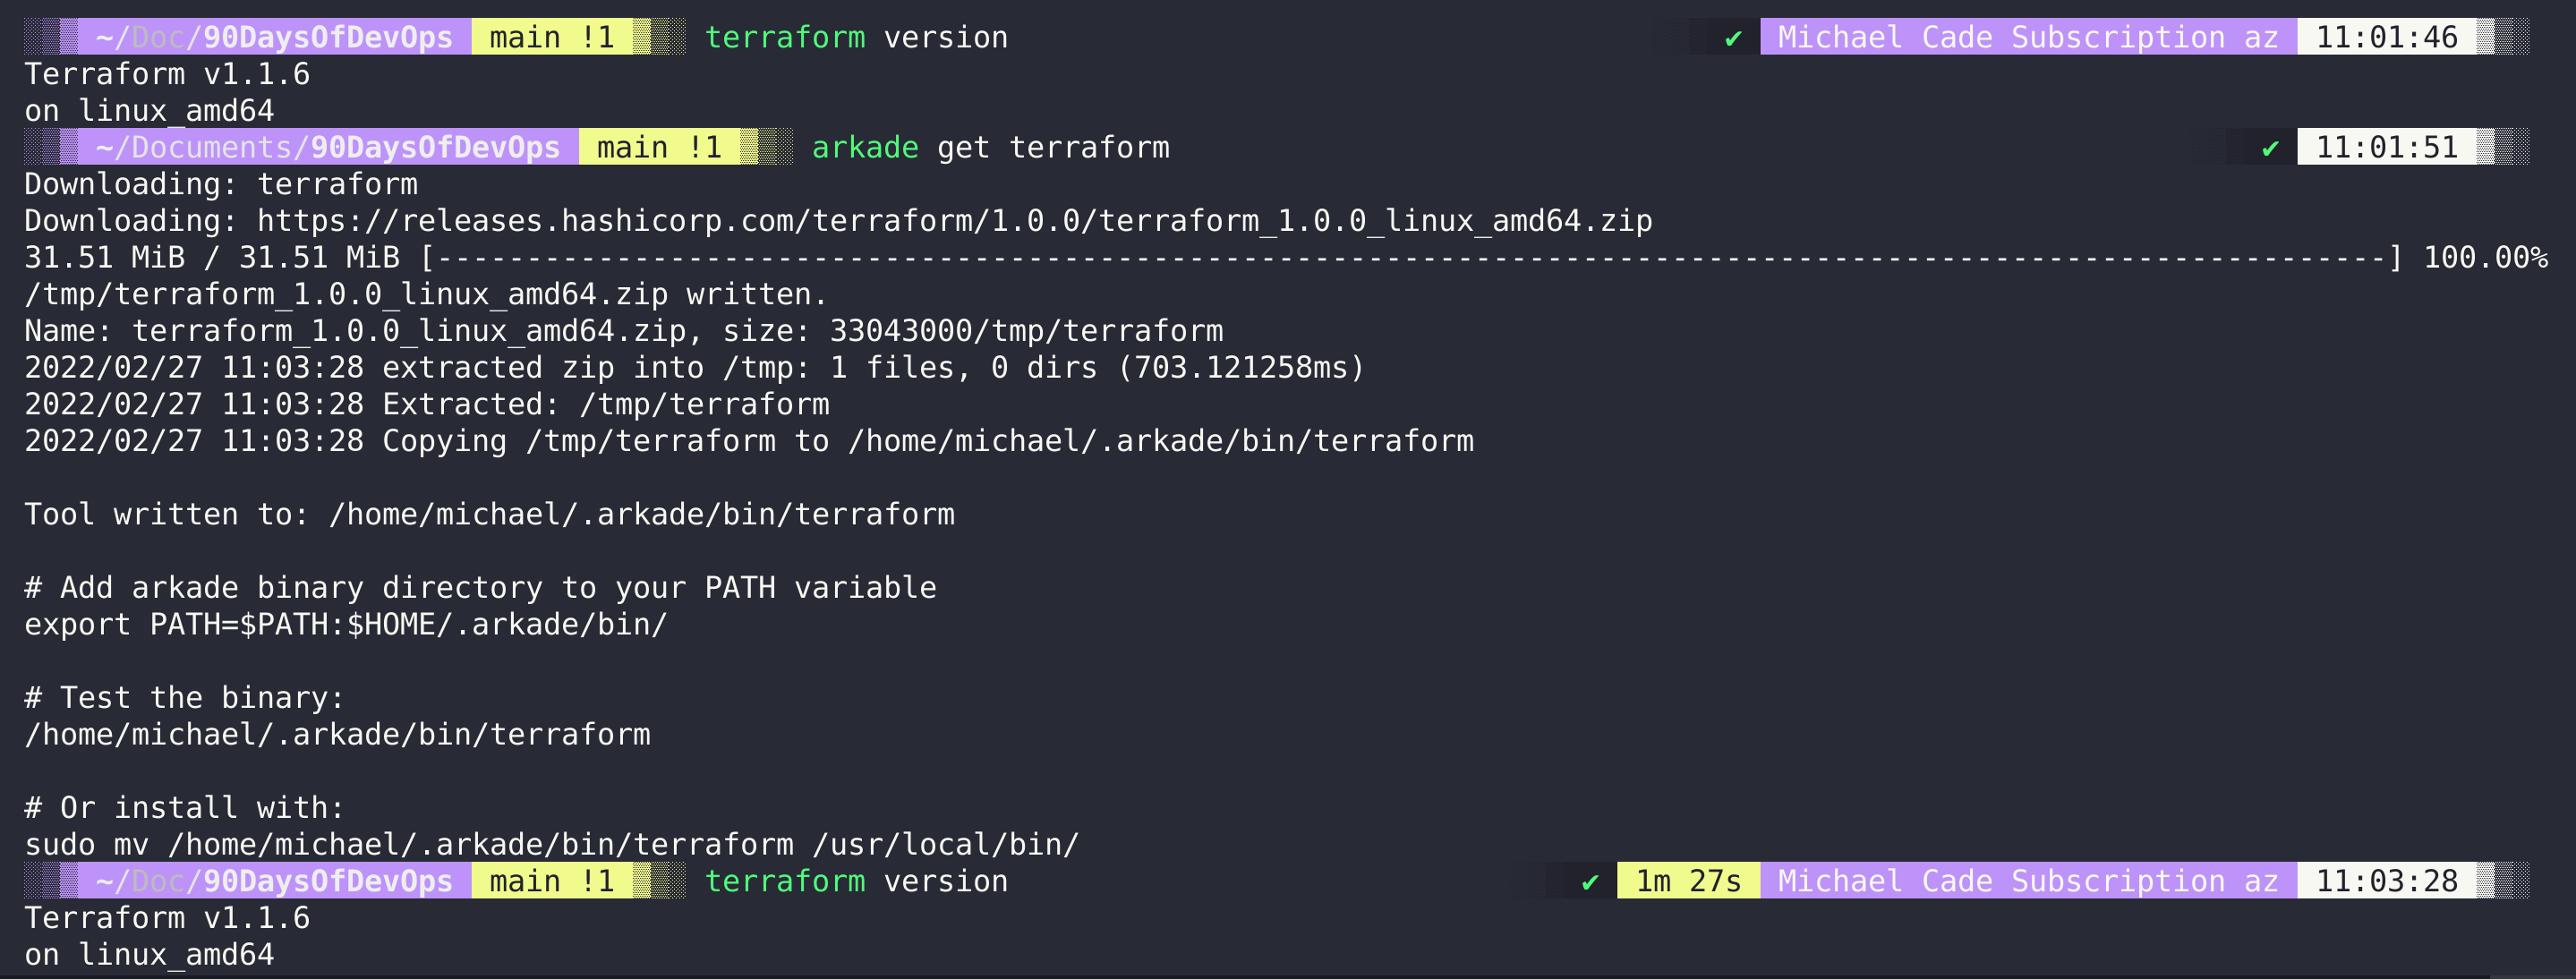 ~/Doc/90DaysOfDevOps main !1 terraform version ✔ Michael Cade Subscription az 11:01:46
Terraform v1.1.6
on linux_amd64
~/Documents/90DaysOfDevOps main !1 arkade get terraform ✔ 11:01:51
Downloading: terraform
Downloading: https://releases.hashicorp.com/terraform/1.0.0/terraform_1.0.0_linux_amd64.zip
31.51 MiB / 31.51 MiB [-------------------------------------------------------------------------------------------------------------] 100.00%
/tmp/terraform_1.0.0_linux_amd64.zip written.
Name: terraform_1.0.0_linux_amd64.zip, size: 33043000/tmp/terraform
2022/02/27 11:03:28 extracted zip into /tmp: 1 files, 0 dirs (703.121258ms)
2022/02/27 11:03:28 Extracted: /tmp/terraform
2022/02/27 11:03:28 Copying /tmp/terraform to /home/michael/.arkade/bin/terraform
Tool written to: /home/michael/.arkade/bin/terraform
# Add arkade binary directory to your PATH variable
export PATH=$PATH:$HOME/.arkade/bin/
# Test the binary:
/home/michael/.arkade/bin/terraform
# Or install with:
sudo mv /home/michael/.arkade/bin/terraform /usr/local/bin/
~/Doc/90DaysOfDevOps main !1 terraform version ✔ 1m 27s Michael Cade Subscription az 11:03:28
Terraform v1.1.6
on linux_amd64